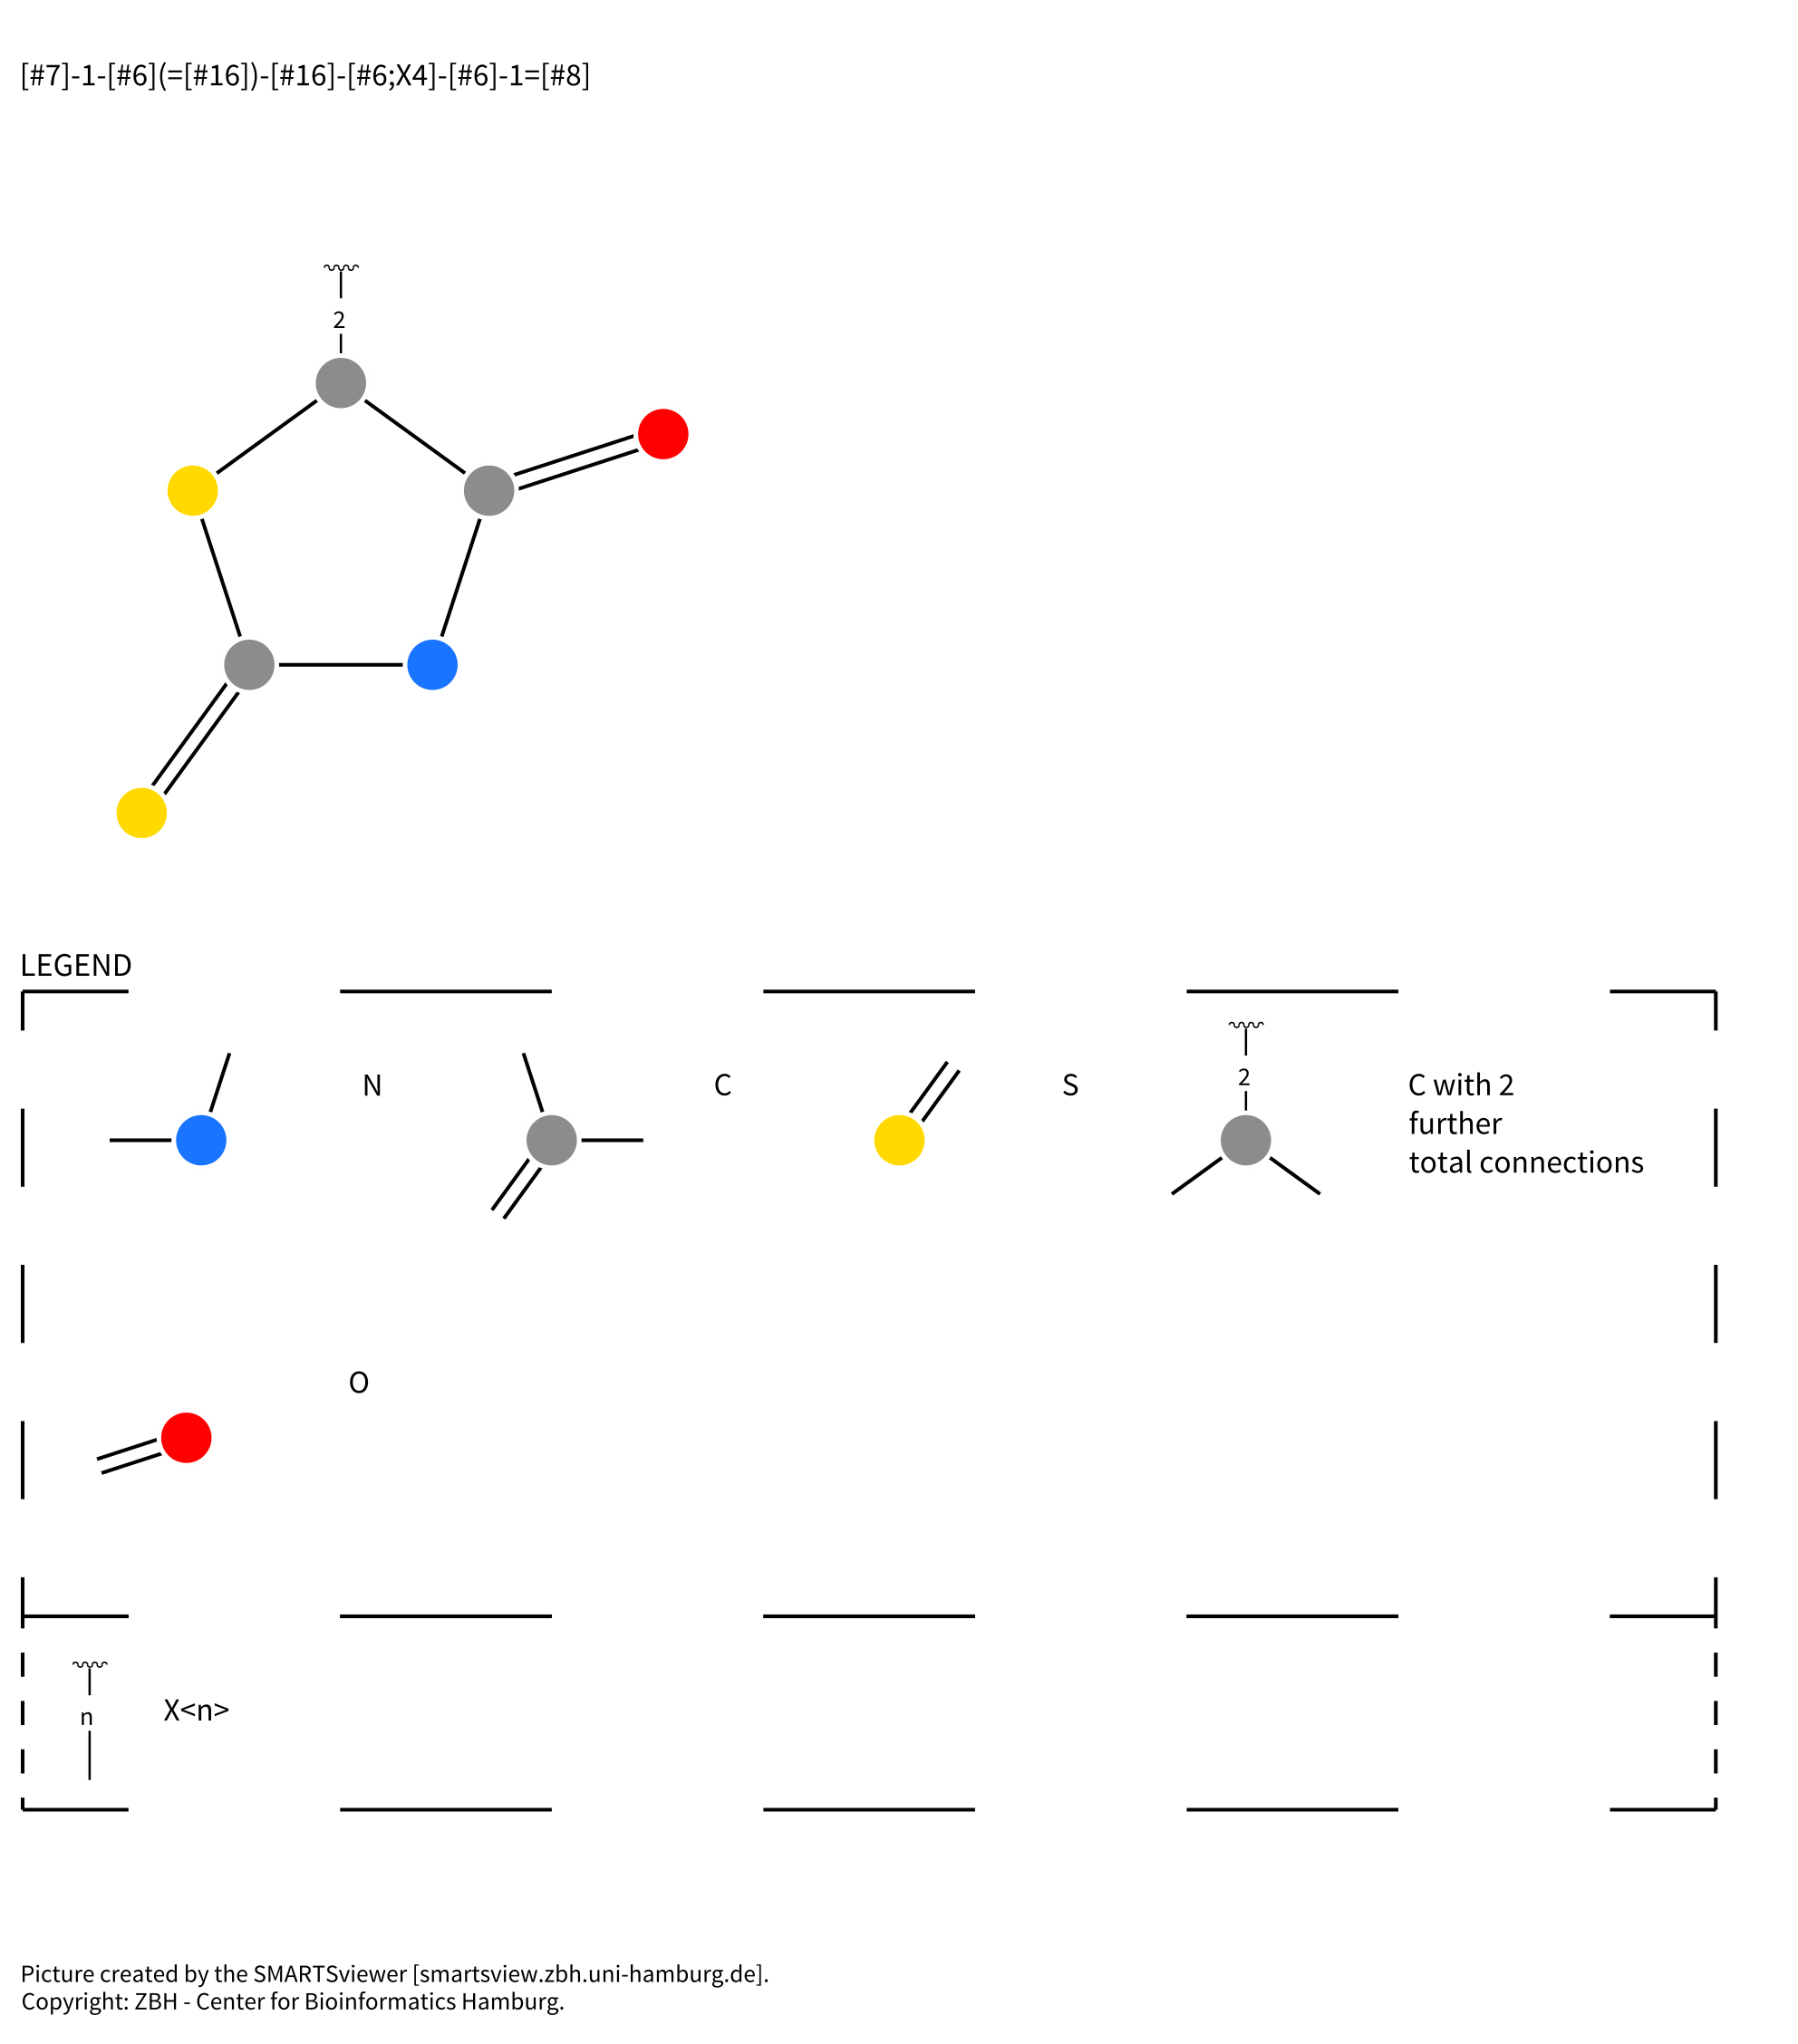 [#7]-1-[#6](=[#16])-[#16]-[#6;X4]-[#6]-1=[#8]
2
LEGEND
N
C
S
2
C with 2
further
total connections
O
n
X<n>
Picture created by the SMARTSviewer [smartsview.zbh.uni-hamburg.de].
Copyright: ZBH - Center for Bioinformatics Hamburg.